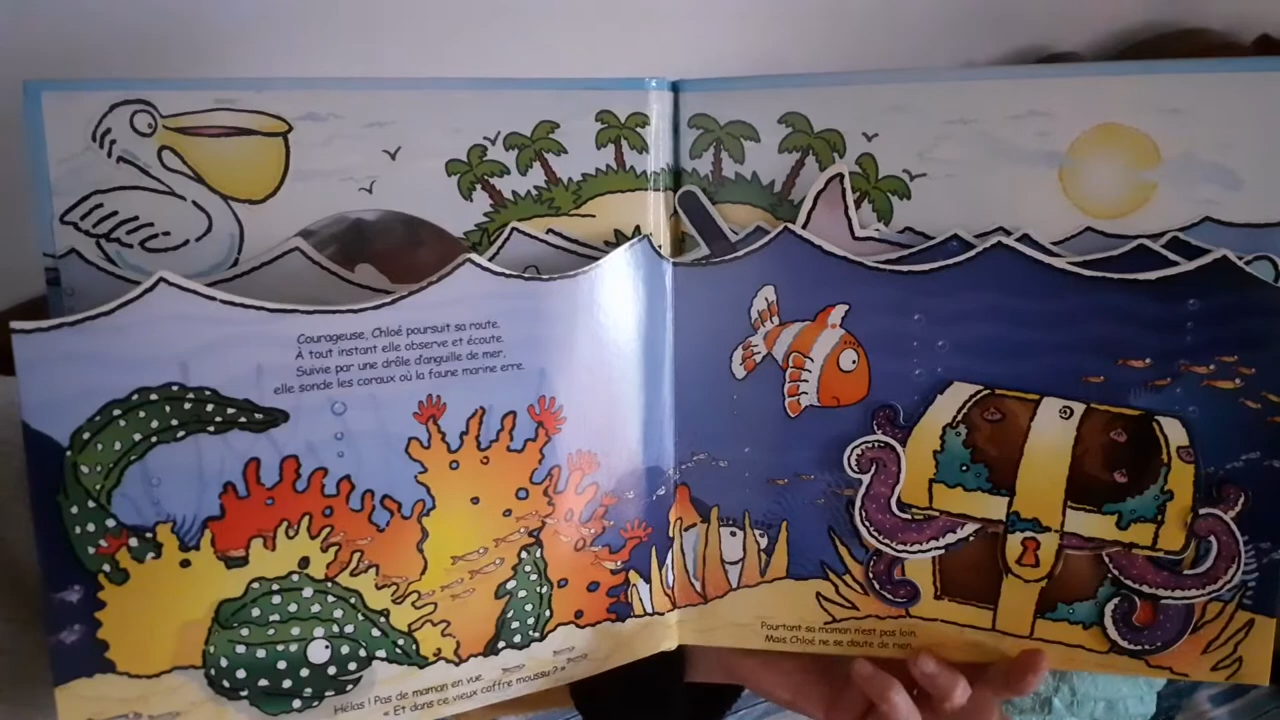 Courageuse, Chloé poursuit sa route.
À tout instant elle observe et écoute.
Suivie par une drôle d'anguille de mer,
elle sonde les coraux où la faune marine erre.
Hélas ! Pas de maman en vue.
« Et dans ce vieux coffre moussu ? »
Pourtant sa maman n'est pas loin.
Mais Chloé ne se doute de rien.